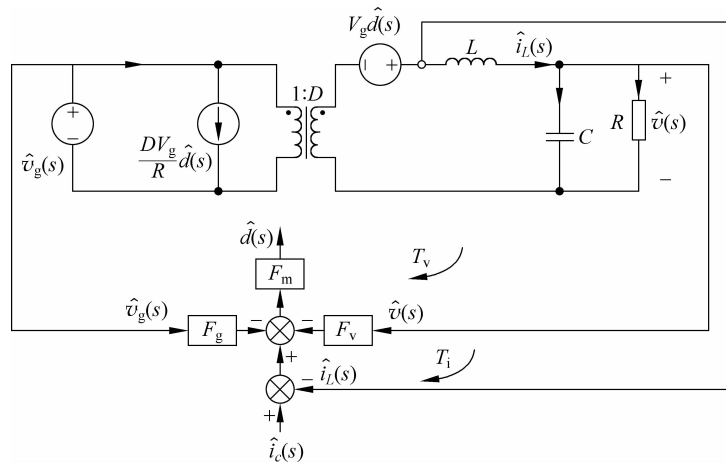 V_g d̂(s)
L
î_L(s)
1:D
+
−
+
−
+
−
v̂_g(s)
DV_g/R d̂(s)
C
R
v̂(s)
d̂(s)
F_m
T_v
v̂_g(s)
F_g
−
−
F_v
v̂(s)
+
T_i
−
î_L(s)
+
î_c(s)